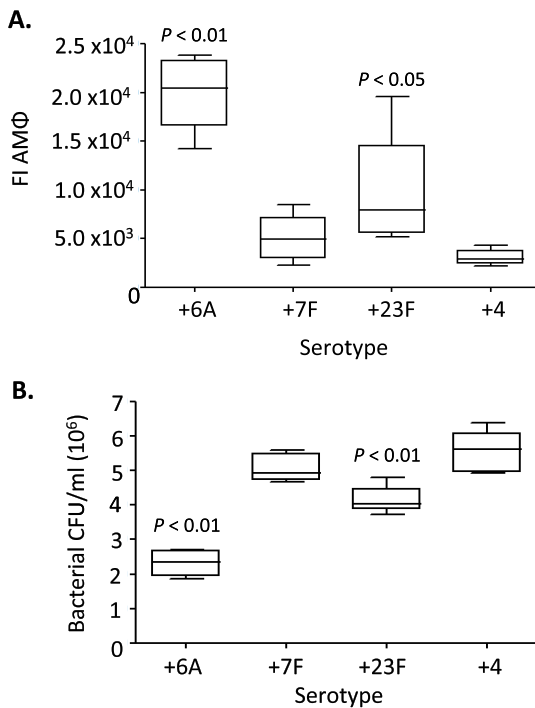 A.
P < 0.01
2.5 x10⁴
P < 0.05
2.0 x10⁴
1.5 x10⁴
1.0 x10⁴
5.0 x10³
0
FI AMΦ
+6A +7F +23F +4
Serotype
B.
7
6
5
4
3
2
1
0
P < 0.01
P < 0.01
Bacterial CFU/ml (10⁶)
+6A +7F +23F +4
Serotype